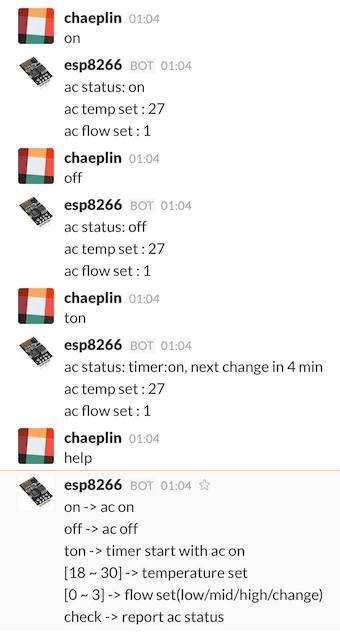 chaeplin 01:04
on
esp8266 BOT 01:04
ac status: on
ac temp set : 27
ac flow set : 1
chaeplin 01:04
off
esp8266 BOT 01:04
ac status: off
ac temp set : 27
ac flow set : 1
chaeplin 01:04
ton
esp8266 BOT 01:04
ac status: timer:on, next change in 4 min
ac temp set : 27
ac flow set : 1
chaeplin 01:04
help
esp8266 BOT 01:04 ☆
on -> ac on
off -> ac off
ton -> timer start with ac on
[18 ~ 30] -> temperature set
[0 ~ 3] -> flow set(low/mid/high/change)
check -> report ac status